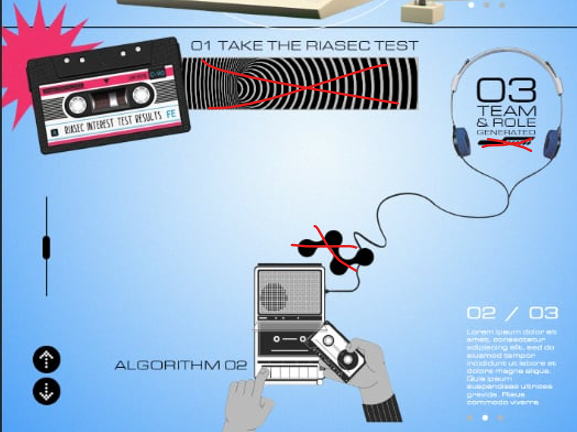 01 TAKE THE RIASEC TEST
C-90
RIASEC INTEREST TEST RESULTS FE
03
TEAM
& ROLE
GENERATED
02 / 03
Lorem ipsum dolor sit
amet, consectetur
adipiscing elit, sed do
eiusmod tempor
incididunt ut labore et
dolore magna aliqua.
Quis ipsum
suspendisse ultrices
gravida. Risus
commodo viverra
ALGORITHM 02